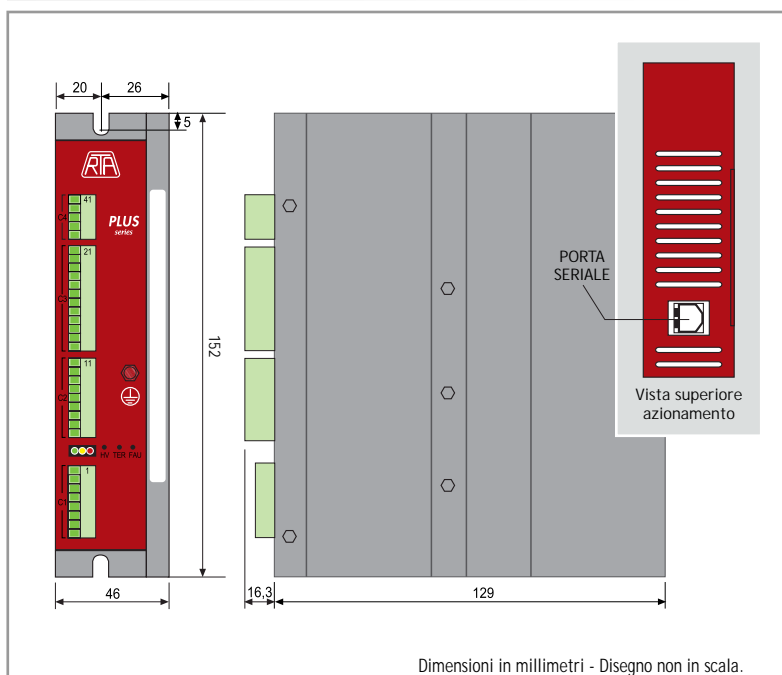 20
26
5
RTA
41
C4
PLUS
series
21
C3
PORTA
SERIALE
152
11
C2
Vista superiore
azionamento
HV TER FAU
1
C1
46
16,3
129
Dimensioni in millimetri - Disegno non in scala.